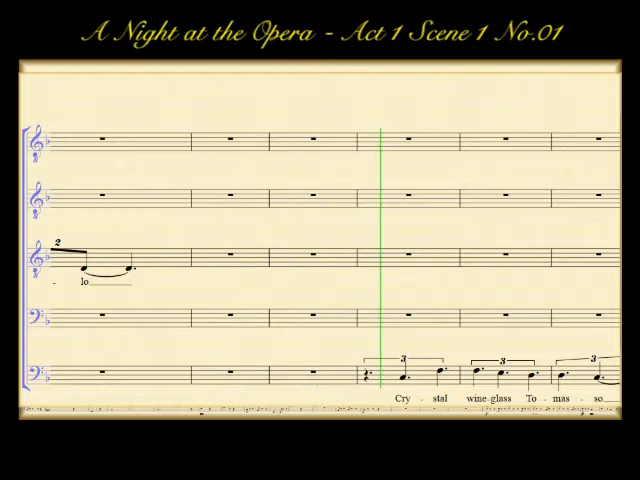 A Night at the Opera - Act 1 Scene 1 No.01
2
- lo
3 3 3
Cry - stal wine-glass To - mas - so